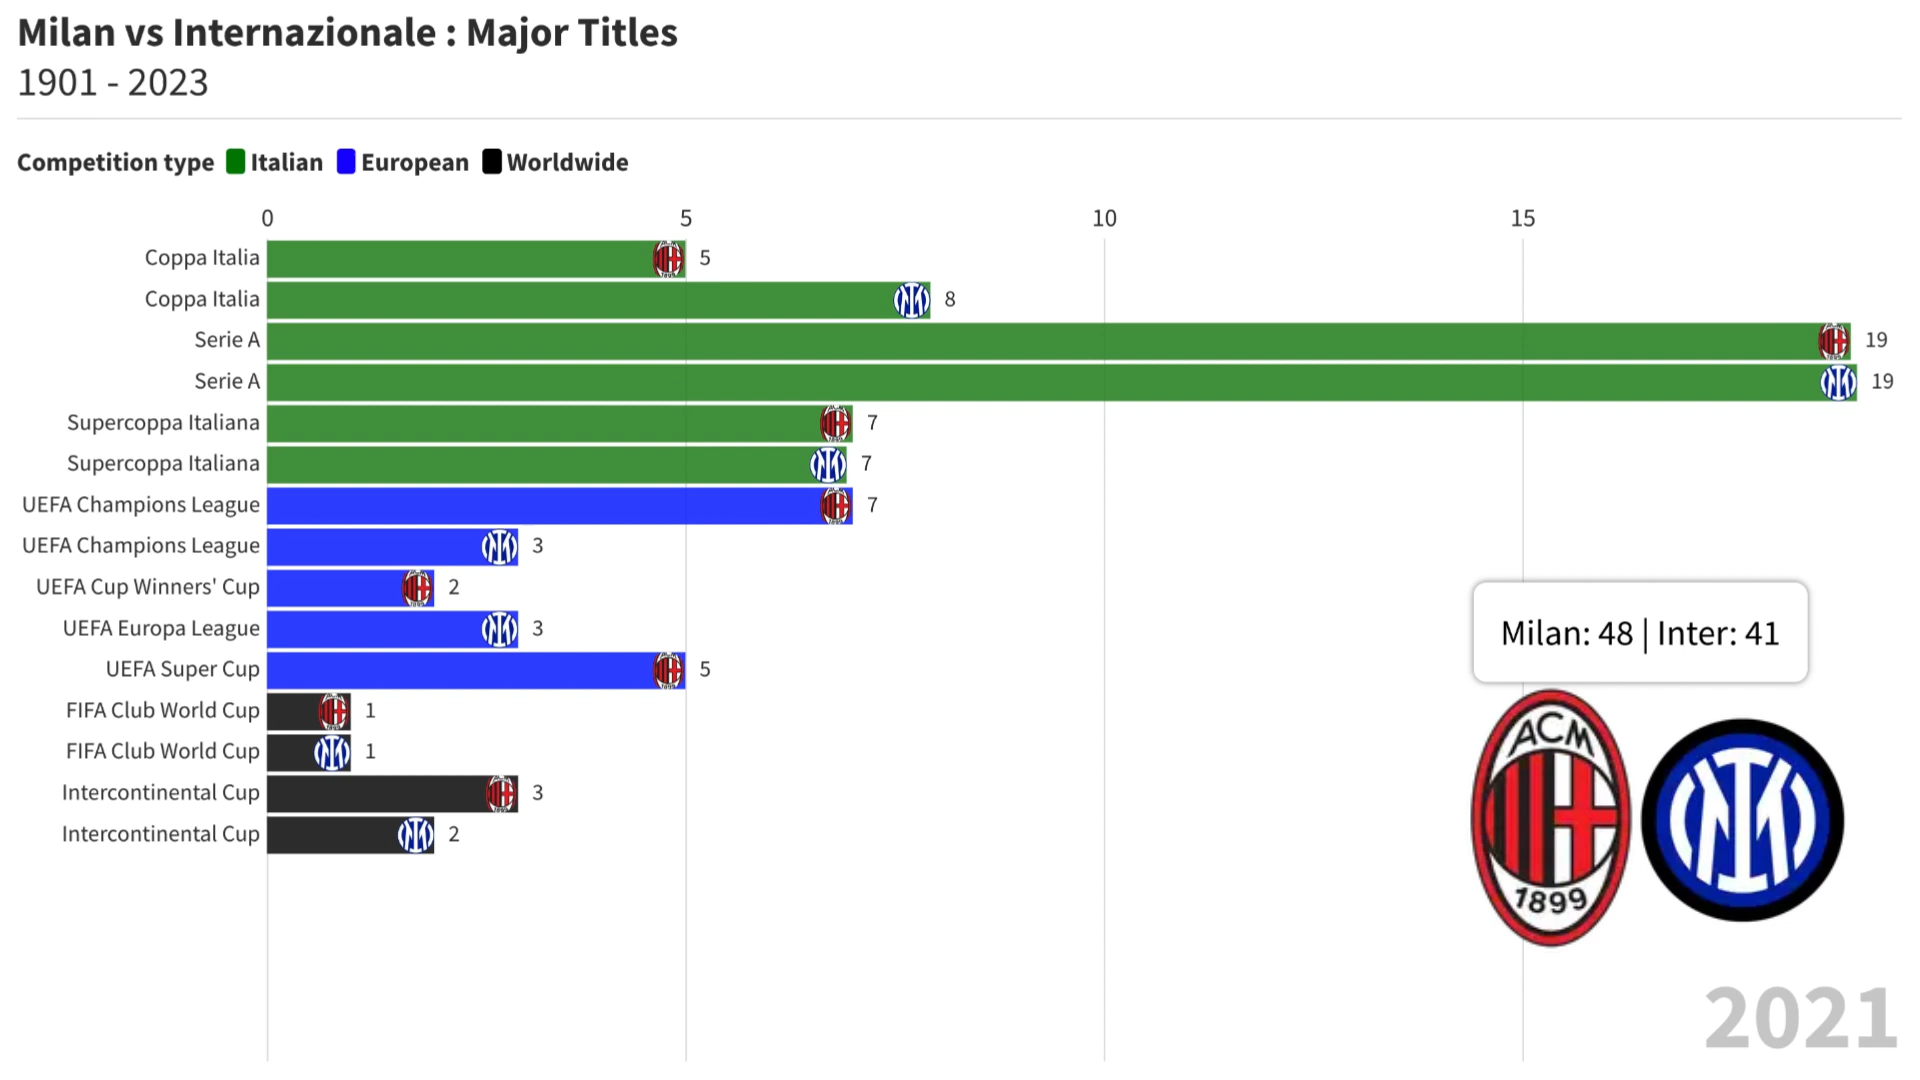 Milan vs Internazionale : Major Titles
1901 - 2023
Competition type Italian European Worldwide
0 5 10 15
Coppa Italia 5
Coppa Italia 8
Serie A 19
Serie A 19
Supercoppa Italiana 7
Supercoppa Italiana 7
UEFA Champions League 7
UEFA Champions League 3
UEFA Cup Winners' Cup 2
UEFA Europa League 3
UEFA Super Cup 5
FIFA Club World Cup 1
FIFA Club World Cup 1
Intercontinental Cup 3
Intercontinental Cup 2
Milan: 48 | Inter: 41
ACM
1899
IM
2021